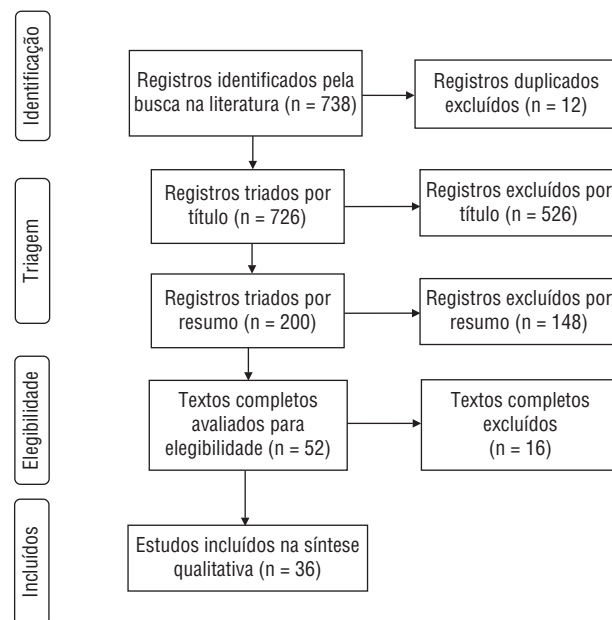 Identificação
Registros identificados pela
busca na literatura (n = 738)
Registros duplicados
excluídos (n = 12)
Triagem
Registros triados por
título (n = 726)
Registros excluídos por
título (n = 526)
Registros triados por
resumo (n = 200)
Registros excluídos por
resumo (n = 148)
Elegibilidade
Textos completos
avaliados para
elegibilidade (n = 52)
Textos completos
excluídos
(n = 16)
Incluídos
Estudos incluídos na síntese
qualitativa (n = 36)